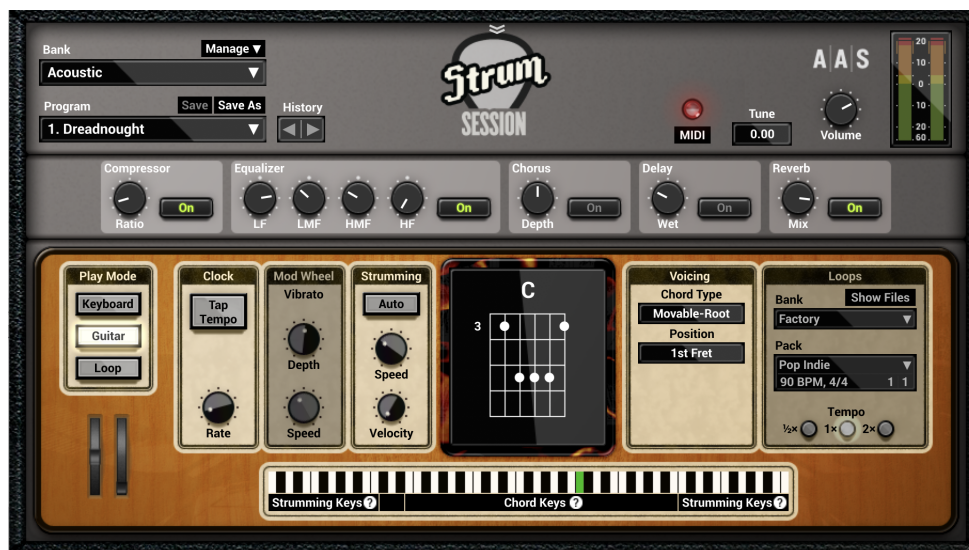 Bank
Manage ▼
Acoustic ▼
Program
Save
Save As
1. Dreadnought ▼
History
Strum
SESSION
MIDI
Tune
0.00
A|A|S
Volume
20
10
0
10
20
60
Compressor
Ratio
On
Equalizer
LF
LMF
HMF
HF
On
Chorus
Depth
On
Delay
Wet
On
Reverb
Mix
On
Play Mode
Keyboard
Guitar
Loop
Clock
Tap
Tempo
Rate
Mod Wheel
Vibrato
Depth
Speed
Strumming
Auto
Speed
Velocity
C
3
Voicing
Chord Type
Movable-Root
Position
1st Fret
Loops
Bank
Show Files
Factory ▼
Pack
Pop Indie ▼
90 BPM, 4/4 1 1
Tempo
½× 1× 2×
Strumming Keys ?
Chord Keys ?
Strumming Keys ?